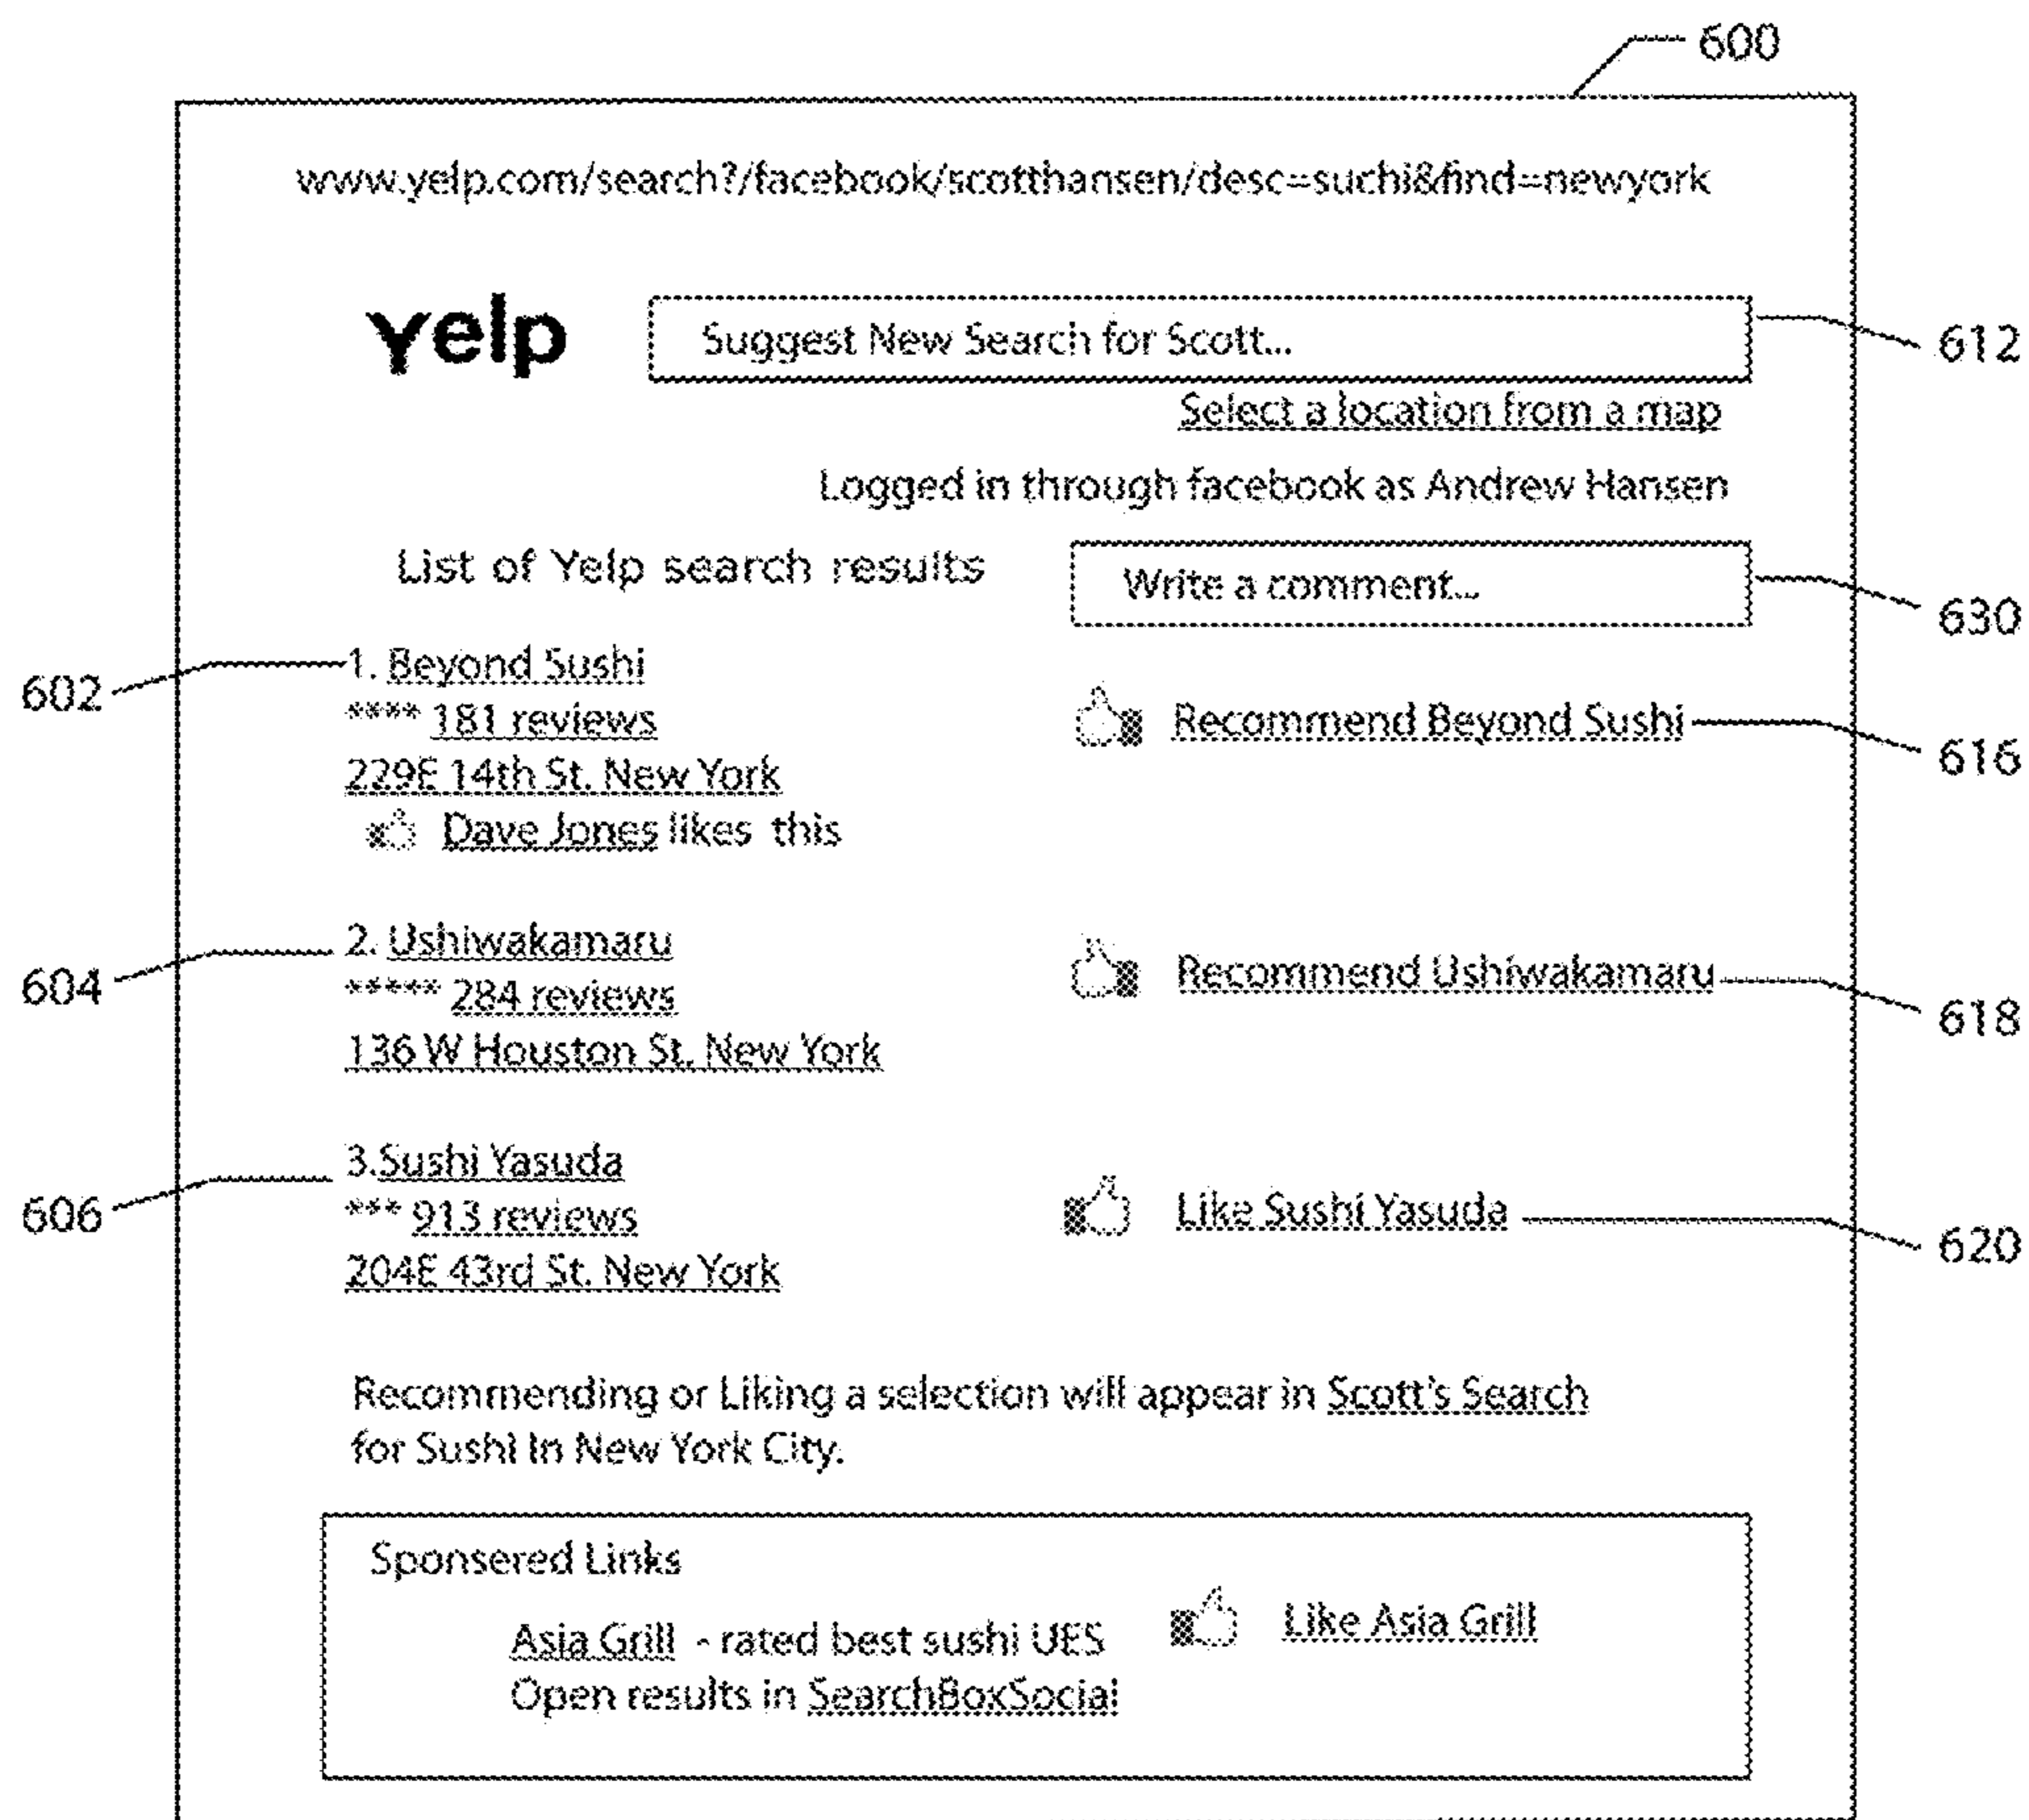 600
www.yelp.com/search?/facebook/scotthansen/desc=suchi&find=newyork
yelp
Suggest New Search for Scott...
612
Select a location from a map
Logged in through facebook as Andrew Hansen
List of Yelp search results
Write a comment...
630
602
1. Beyond Sushi
**** 181 reviews
Recommend Beyond Sushi
616
229E 14th St. New York
Dave Jones likes this
604
2. Ushiwakamaru
***** 284 reviews
Recommend Ushiwakamaru
618
136 W Houston St. New York
606
3.Sushi Yasuda
*** 913 reviews
Like Sushi Yasuda
620
204E 43rd St. New York
Recommending or Liking a selection will appear in Scott's Search
for Sushi In New York City.
Sponsered Links
Asia Grill - rated best sushi UES
Like Asia Grill
Open results in SearchBoxSocial